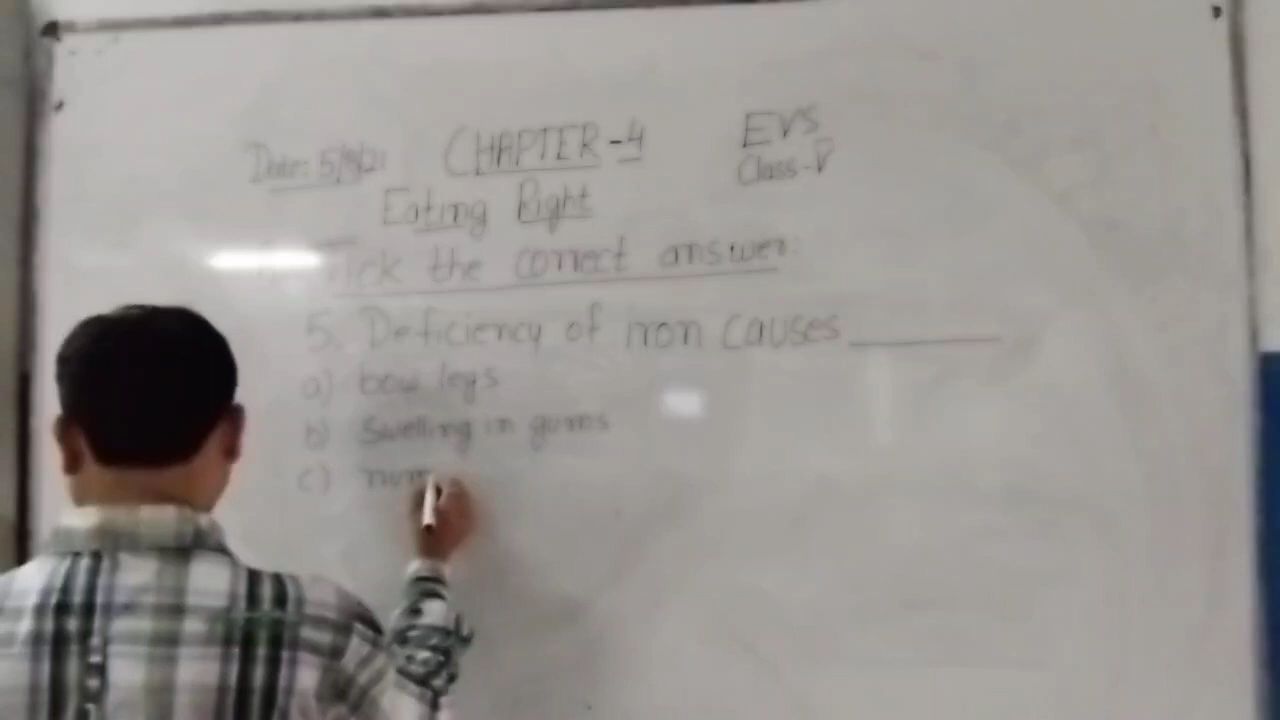 Date: 5/8/21 CHAPTER-4 EVS
Class-V
Eating Right
Tick the correct answer:
5. Deficiency of iron causes ______
a) bow legs
b) Swelling in gums
c)